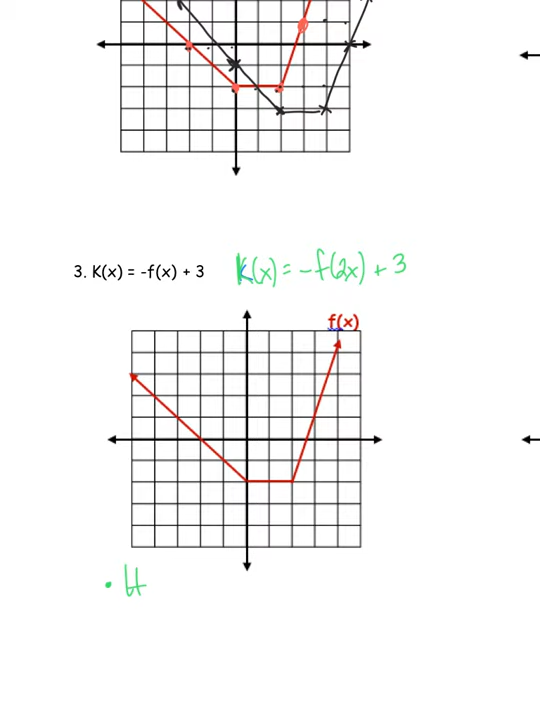 3. K(x) = -f(x) + 3 K(x) = -f(2x) + 3
f(x)
• H